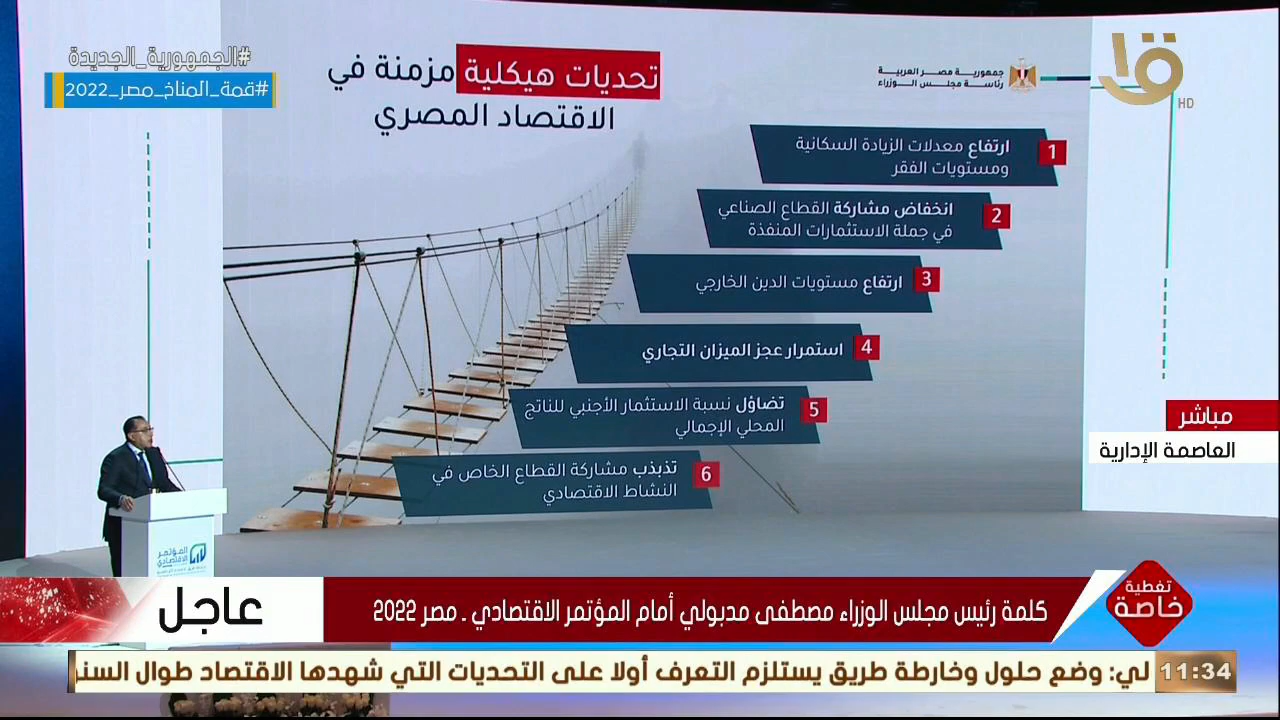 #الجمهورية_الجديدة
#قمة_المناخ_مصر_2022
HD
جمهورية مصر العربية
رئاسة مجلس الوزراء
تحديات هيكلية مزمنة في
الاقتصاد المصري
1
ارتفاع معدلات الزيادة السكانية
ومستويات الفقر
2
انخفاض مشاركة القطاع الصناعي
في جملة الاستثمارات المنفذة
3
ارتفاع مستويات الدين الخارجي
4
استمرار عجز الميزان التجاري
5
تضاؤل نسبة الاستثمار الأجنبي للناتج
المحلي الإجمالي
6
تذبذب مشاركة القطاع الخاص في
النشاط الاقتصادي
مباشر
العاصمة الإدارية
المؤتمر
الاقتصادي
تغطية
خاصة
كلمة رئيس مجلس الوزراء مصطفى مدبولي أمام المؤتمر الاقتصادي - مصر 2022
عاجل
11:34
لي: وضع حلول وخارطة طريق يستلزم التعرف أولا على التحديات التي شهدها الاقتصاد طوال السنو